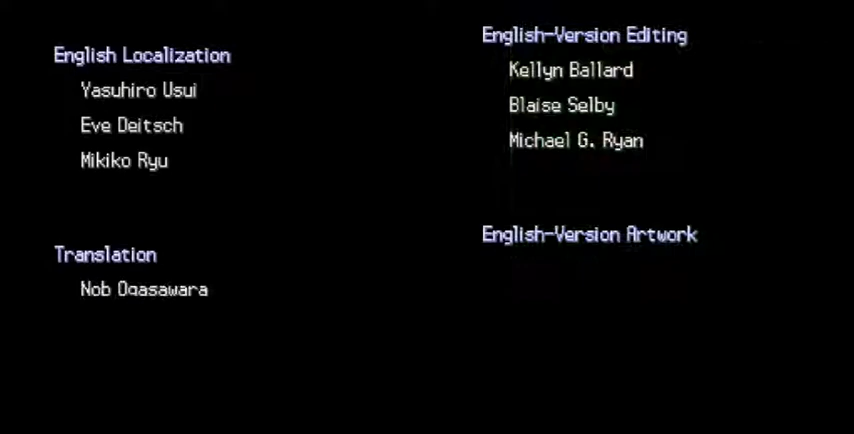 English Localization
Yasuhiro Usui
Eve Deitsch
Mikiko Ryu
Translation
Nob Ogasawara
English-Version Editing
Kellyn Ballard
Blaise Selby
Michael G. Ryan
English-Version Artwork